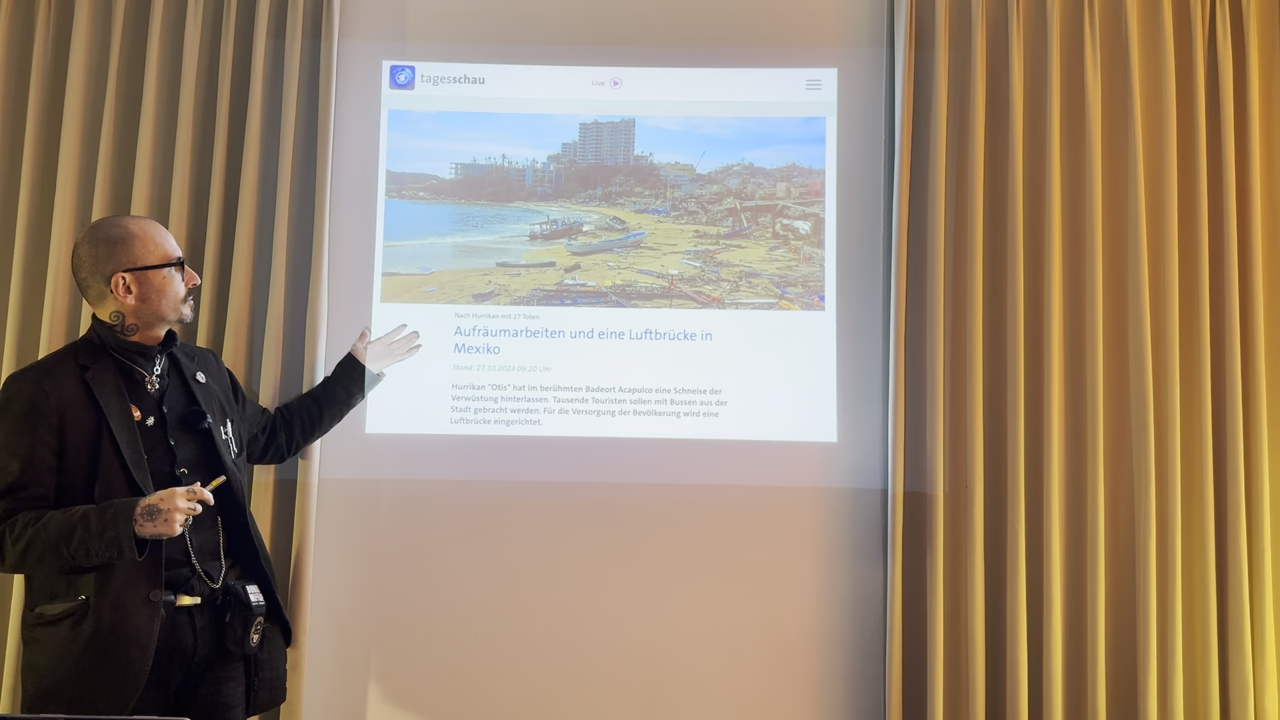 tagesschau
Live
Nach Hurrikan mit 27 Toten
Aufräumarbeiten und eine Luftbrücke in
Mexiko
Stand: 27.10.2023 09:20 Uhr
Hurrikan "Otis" hat im berühmten Badeort Acapulco eine Schneise der
Verwüstung hinterlassen. Tausende Touristen sollen mit Bussen aus der
Stadt gebracht werden. Für die Versorgung der Bevölkerung wird eine
Luftbrücke eingerichtet.